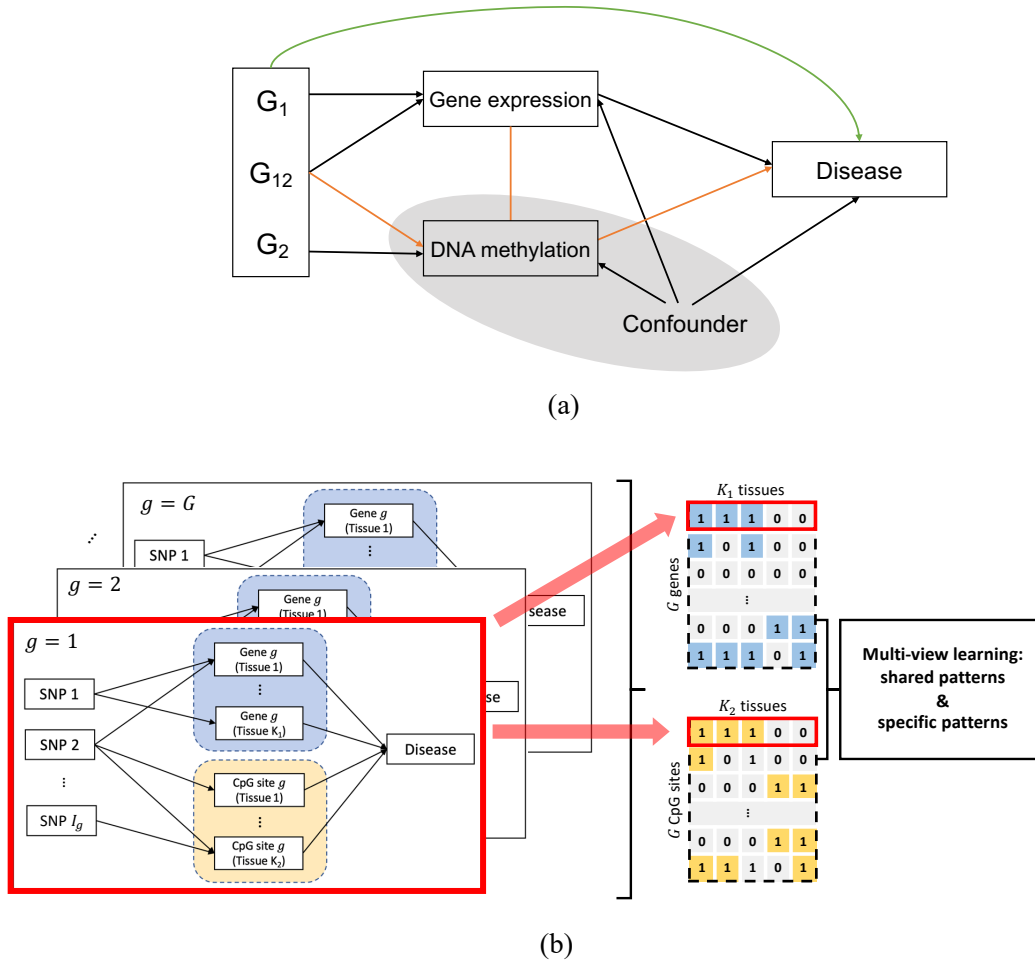 G1
Gene expression
G12
Disease
G2
DNA methylation
Confounder
(a)
g = G
Gene g
(Tissue 1)
⋮
SNP 1
g = 2
Gene g
(Tissue 1)
g = 1
Gene g
(Tissue 1)
⋮
SNP 1
Gene g
(Tissue K1)
SNP 2
Disease
⋮
CpG site g
(Tissue 1)
⋮
SNP Ig
CpG site g
(Tissue K2)
sease
se
K1 tissues
G genes
1 1 1 0 0
1 0 1 0 0
0 0 0 0 0
⋮
0 0 0 1 1
1 1 1 0 1
K2 tissues
G CpG sites
1 1 1 0 0
1 0 1 0 0
0 0 0 1 1
⋮
0 0 0 1 1
1 1 1 0 1
Multi-view learning:
shared patterns
&
specific patterns
(b)